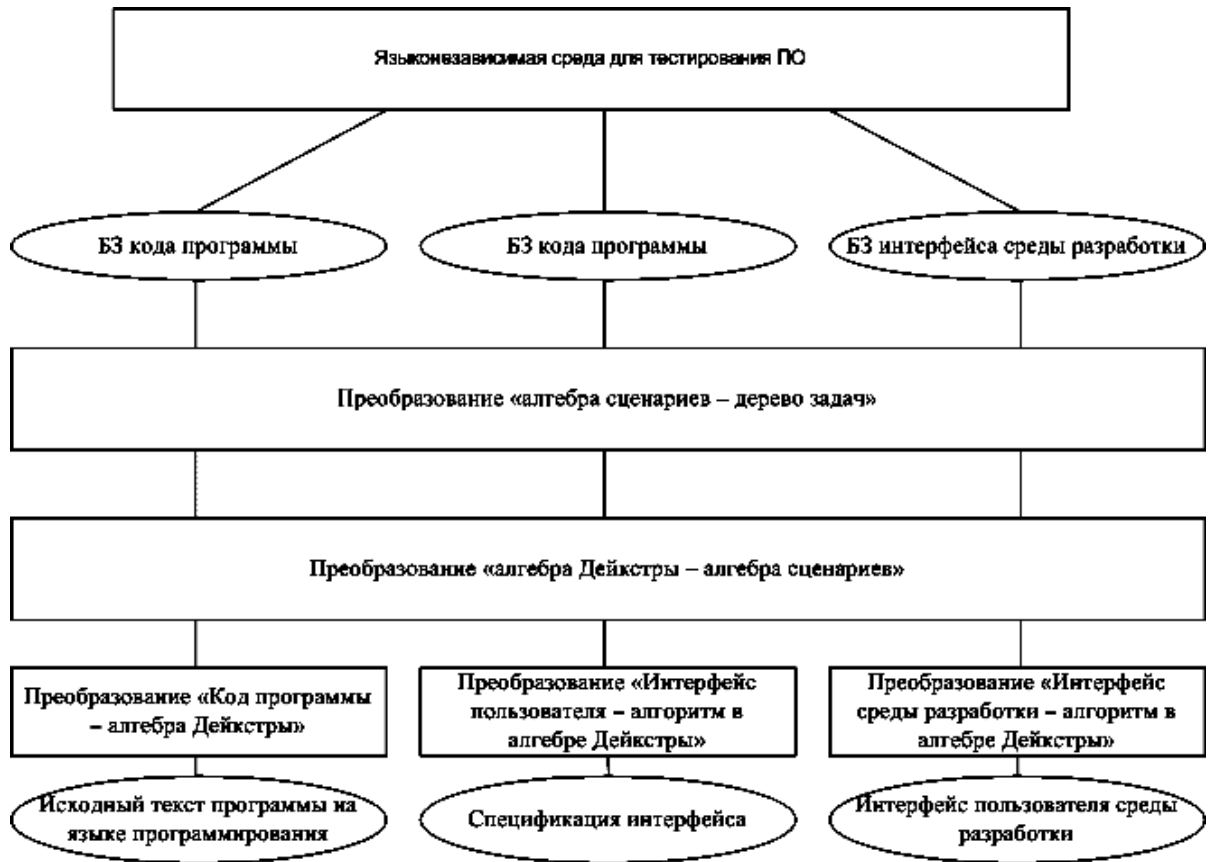 Языконезависимая среда для тестирования ПО
БЗ кода программы
БЗ кода программы
БЗ интерфейса среды разработки
Преобразование «алгебра сценариев – дерево задач»
Преобразование «алгебра Дейкстры – алгебра сценариев»
Преобразование «Код программы
– алгебра Дейкстры»
Преобразование «Интерфейс
пользователя – алгоритм в
алгебре Дейкстры»
Преобразование «Интерфейс
среды разработки – алгоритм в
алгебре Дейкстры»
Исходный текст программы на
языке программирования
Спецификация интерфейса
Интерфейс пользователя среды
разработки